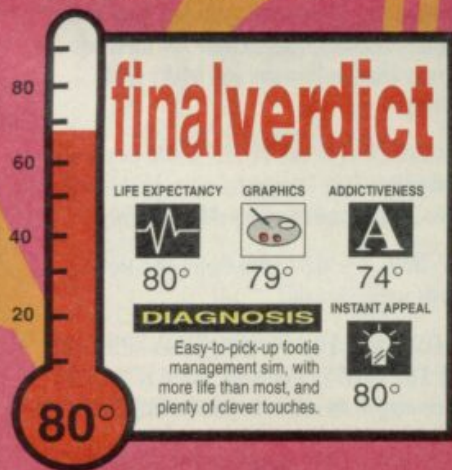 80
60
40
20
80°
finalverdict
LIFE EXPECTANCY GRAPHICS ADDICTIVENESS
A
80° 79° 74°
DIAGNOSIS
Easy-to-pick-up footie
management sim, with
more life than most, and
plenty of clever touches.
INSTANT APPEAL
80°